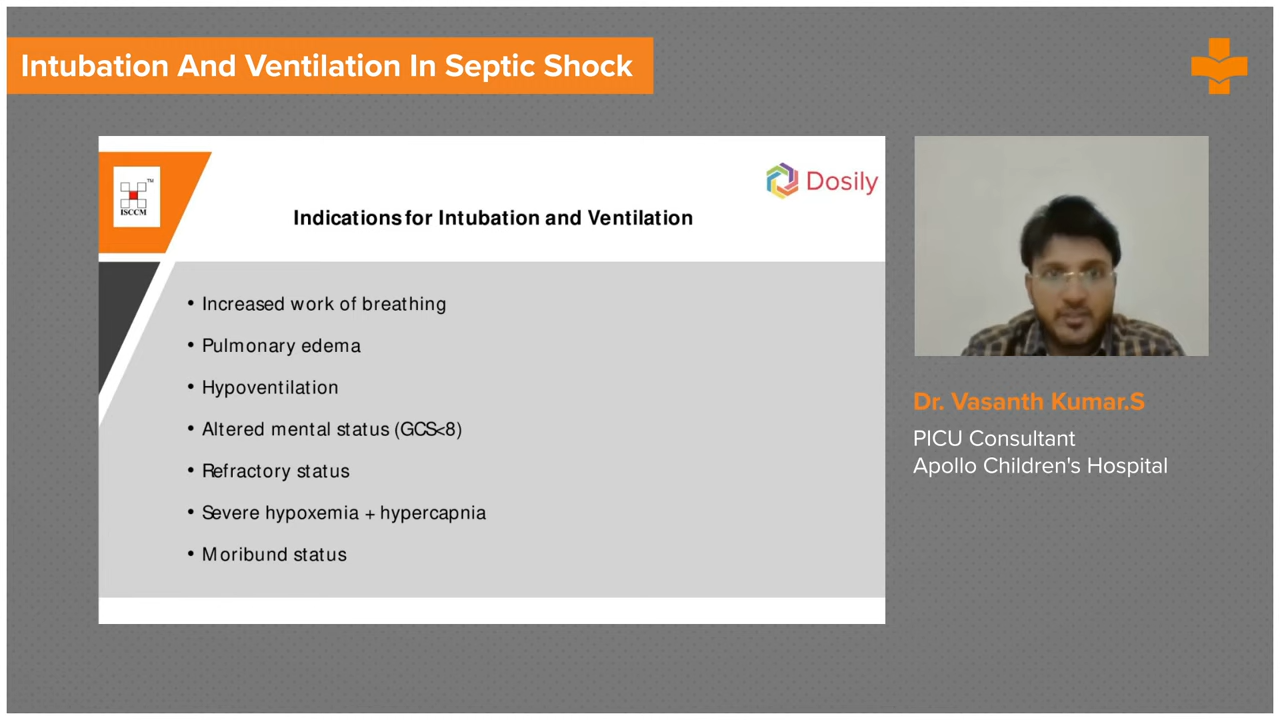 Intubation And Ventilation In Septic Shock
TM
ISCCM
Dosily
Indications for Intubation and Ventilation
• Increased work of breathing
• Pulmonary edema
• Hypoventilation
• Altered mental status (GCS<8)
• Refractory status
• Severe hypoxemia + hypercapnia
• Moribund status
Dr. Vasanth Kumar.S
PICU Consultant
Apollo Children's Hospital